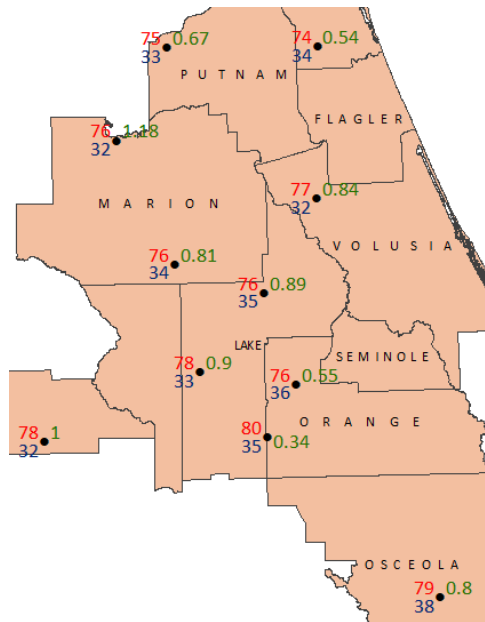 75 0.67
33
74 0.54
34
PUTNAM
FLAGLER
76 1.18
32
77 0.84
32
MARION
VOLUSIA
76 0.81
34
76 0.89
35
LAKE
SEMINOLE
78 0.9
33
76 0.55
36
ORANGE
78 1
32
80
35 0.34
OSCEOLA
79 0.8
38